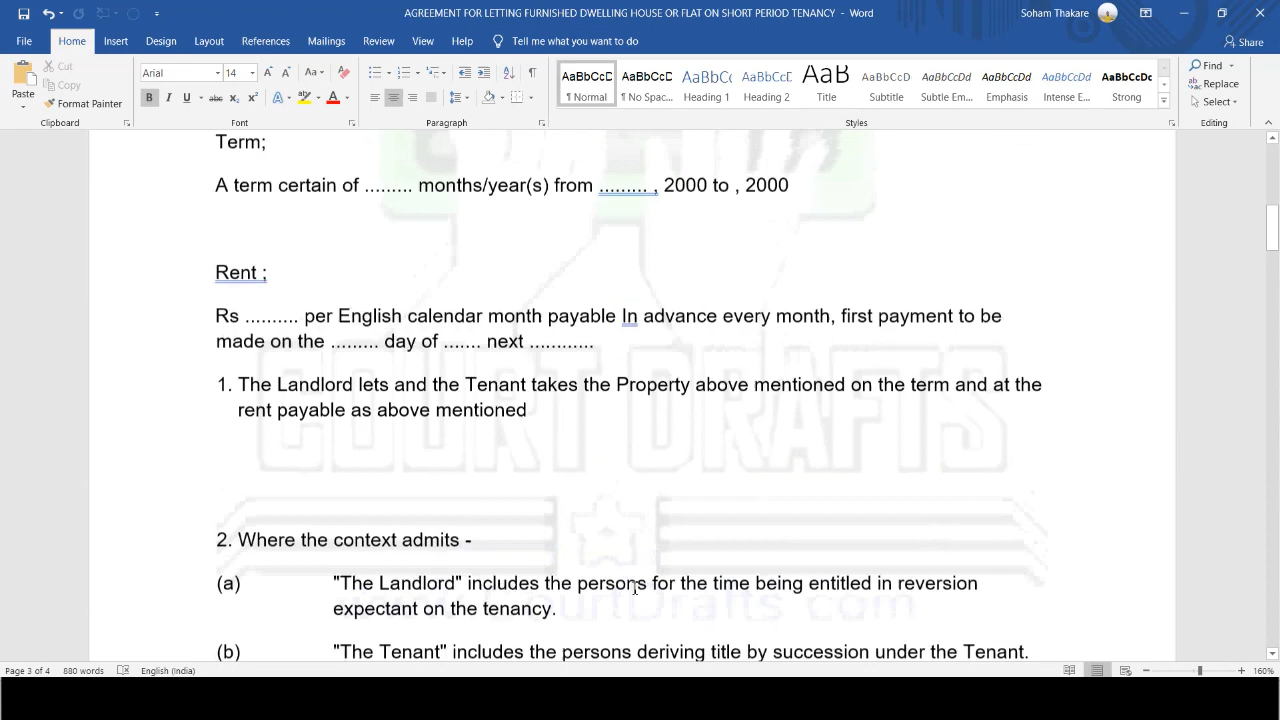 AGREEMENT FOR LETTING FURNISHED DWELLING HOUSE OR FLAT ON SHORT PERIOD TENANCY - Word
Soham Thakare
File Home Insert Design Layout References Mailings Review View Help Tell me what you want to do
Share
Cut
Copy
Paste
Format Painter
Arial 14
AaBbCcD AaBbCcD AaBbCc AaBbCcD AaB AaBbCcD AaBbCcDd AaBbCcDd AaBbCcDd AaBbCcDc
¶ Normal ¶ No Spac... Heading 1 Heading 2 Title Subtitle Subtle Em... Emphasis Intense E... Strong
Find
Replace
Select
Clipboard Font Paragraph Styles Editing
Term;
A term certain of ......... months/year(s) from ......... , 2000 to , 2000
Rent ;
Rs .......... per English calendar month payable In advance every month, first payment to be
made on the ......... day of ....... next ............
1. The Landlord lets and the Tenant takes the Property above mentioned on the term and at the
rent payable as above mentioned
COURT DRAFTS
2. Where the context admits -
(a) "The Landlord" includes the persons for the time being entitled in reversion
expectant on the tenancy.
www.CourtDrafts.com
(b) "The Tenant" includes the persons deriving title by succession under the Tenant.
Page 3 of 4 880 words English (India) 160%